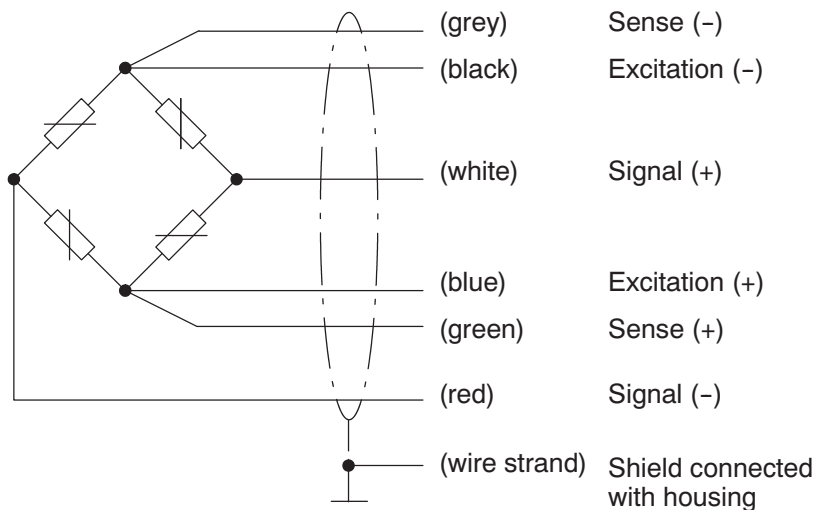 (grey) Sense (–)
(black) Excitation (–)
(white) Signal (+)
(blue) Excitation (+)
(green) Sense (+)
(red) Signal (–)
(wire strand) Shield connected
with housing